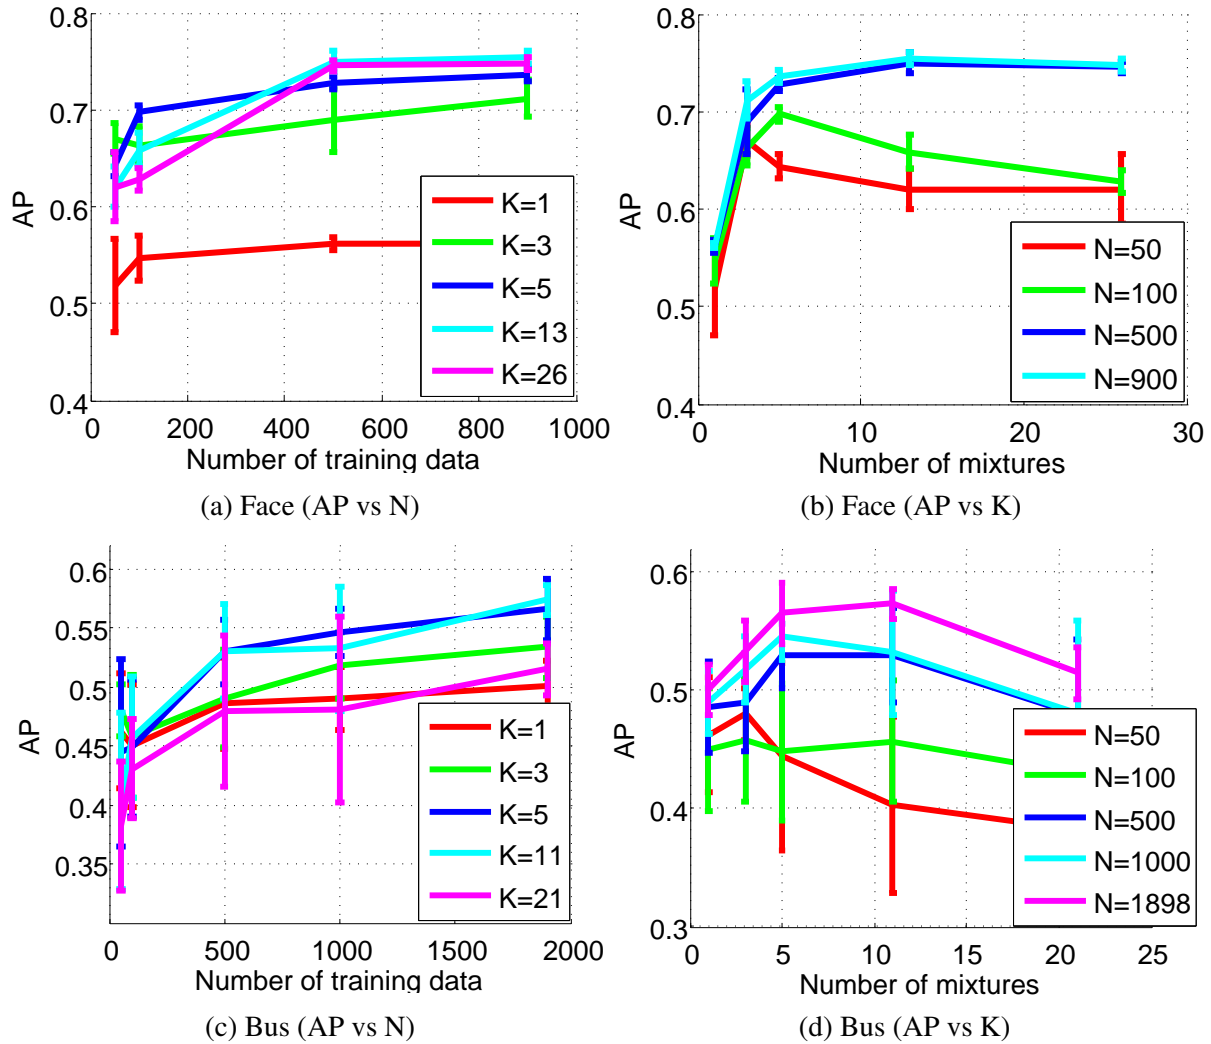 0.8
0.7
0.6
0.5
0.4
AP
0
200
400
600
800
1000
Number of training data
K=1
K=3
K=5
K=13
K=26
(a) Face (AP vs N)
0.8
0.7
0.6
0.5
0.4
AP
0
10
20
30
Number of mixtures
N=50
N=100
N=500
N=900
(b) Face (AP vs K)
0.6
0.55
0.5
0.45
0.4
0.35
AP
0
500
1000
1500
2000
Number of training data
K=1
K=3
K=5
K=11
K=21
(c) Bus (AP vs N)
0.6
0.5
0.4
0.3
AP
0
5
10
15
20
25
Number of mixtures
N=50
N=100
N=500
N=1000
N=1898
(d) Bus (AP vs K)